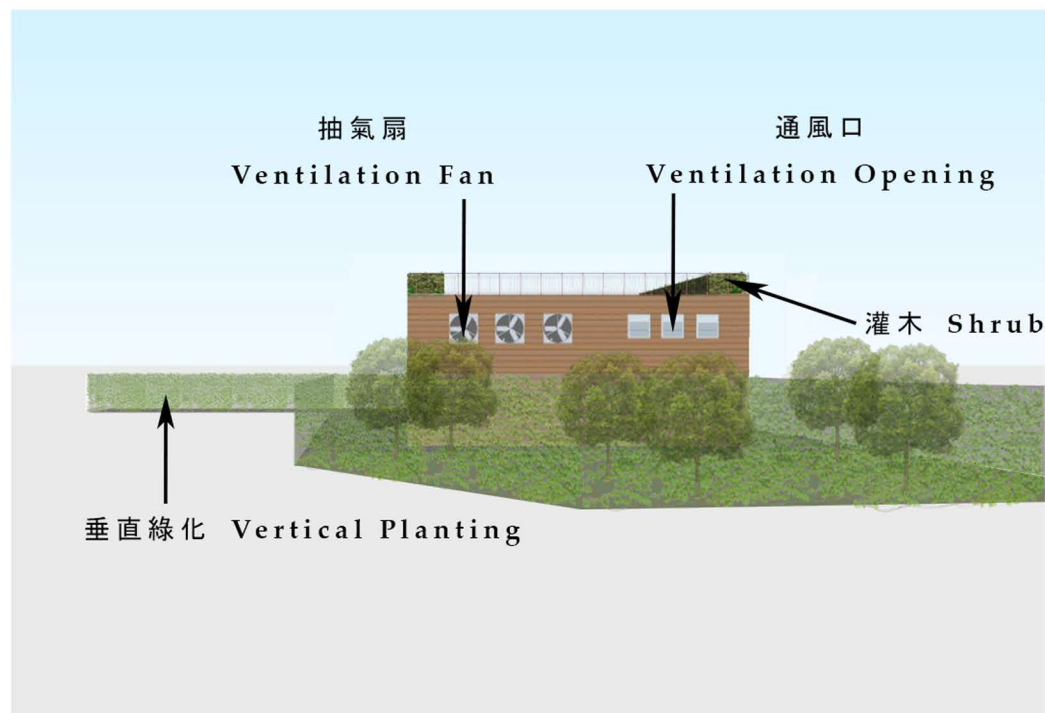 抽氣扇
Ventilation Fan
通風口
Ventilation Opening
灌木 Shrub
垂直綠化 Vertical Planting